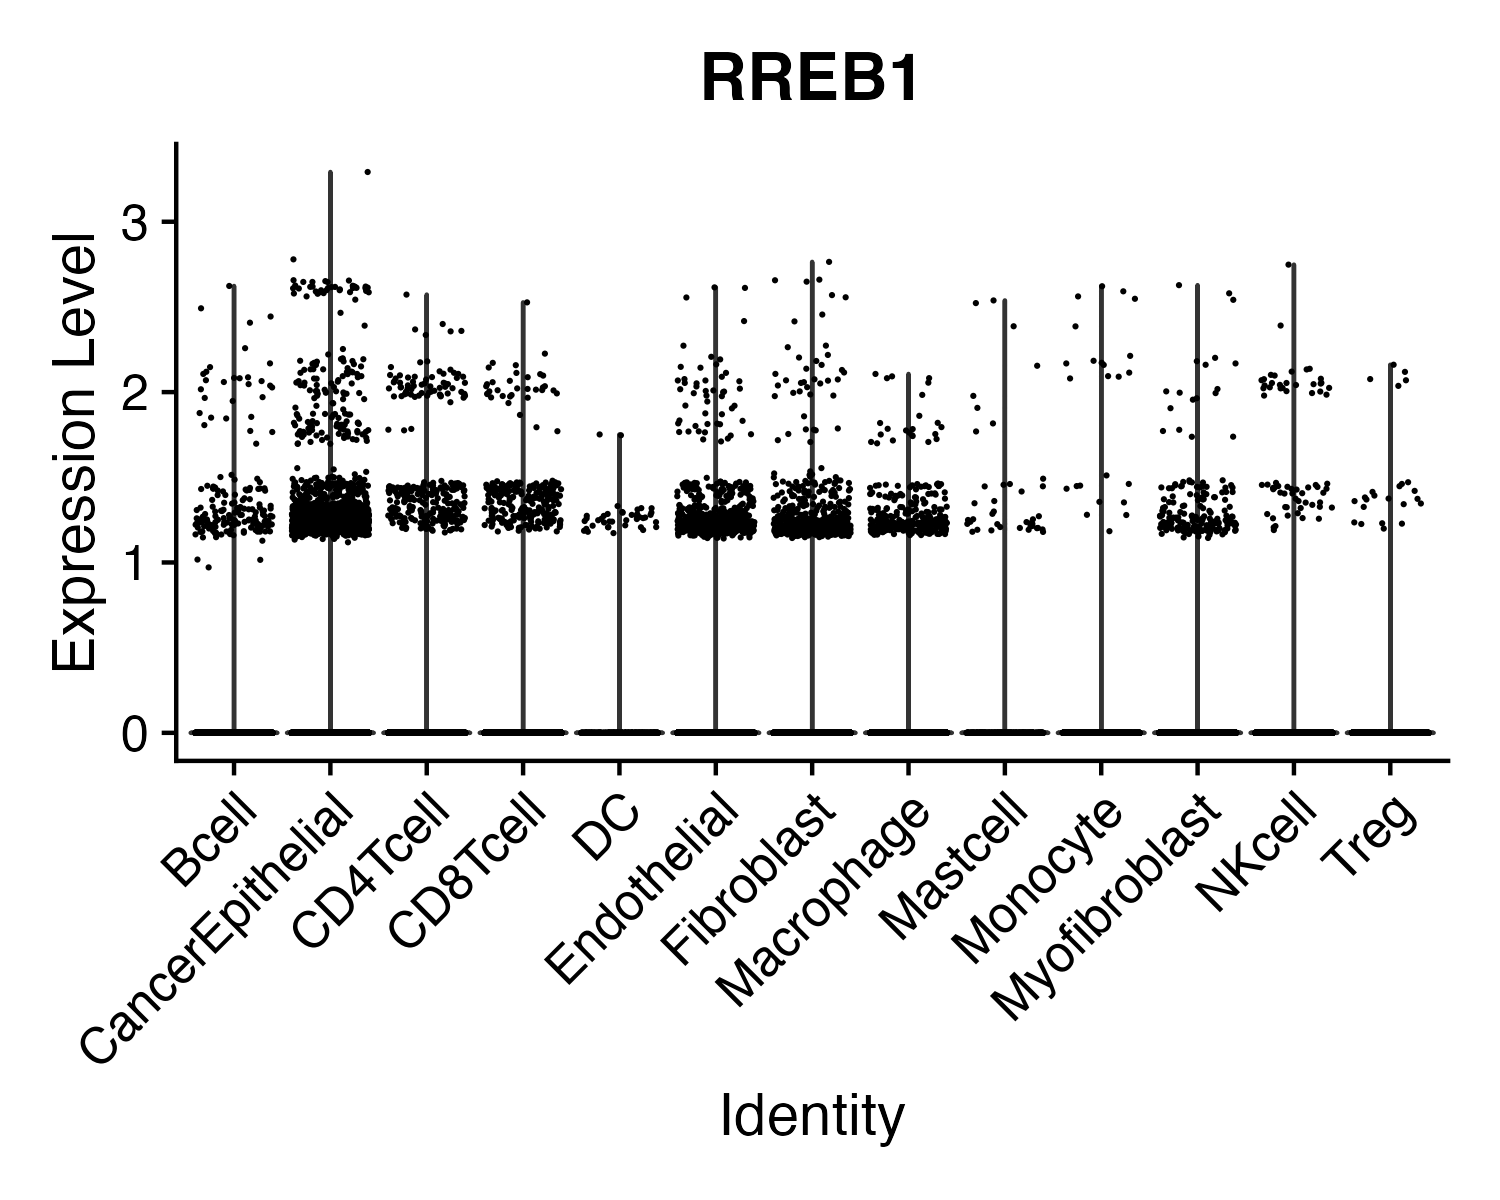 RREB1
Expression Level
3
2
1
0
Bcell
CancerEpithelial
CD4Tcell
CD8Tcell
DC
Endothelial
Fibroblast
Macrophage
Mastcell
Monocyte
Myofibroblast
NKcell
Treg
Identity